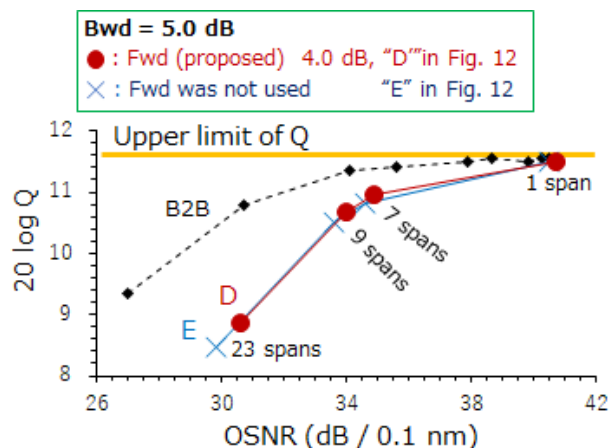 Bwd = 5.0 dB
● : Fwd (proposed) 4.0 dB, “D’” in Fig. 12
× : Fwd was not used “E” in Fig. 12
Upper limit of Q
12
11
10
9
8
20 log Q
B2B
1 span
7 spans
9 spans
D
E
23 spans
26
30
34
38
42
OSNR (dB / 0.1 nm)